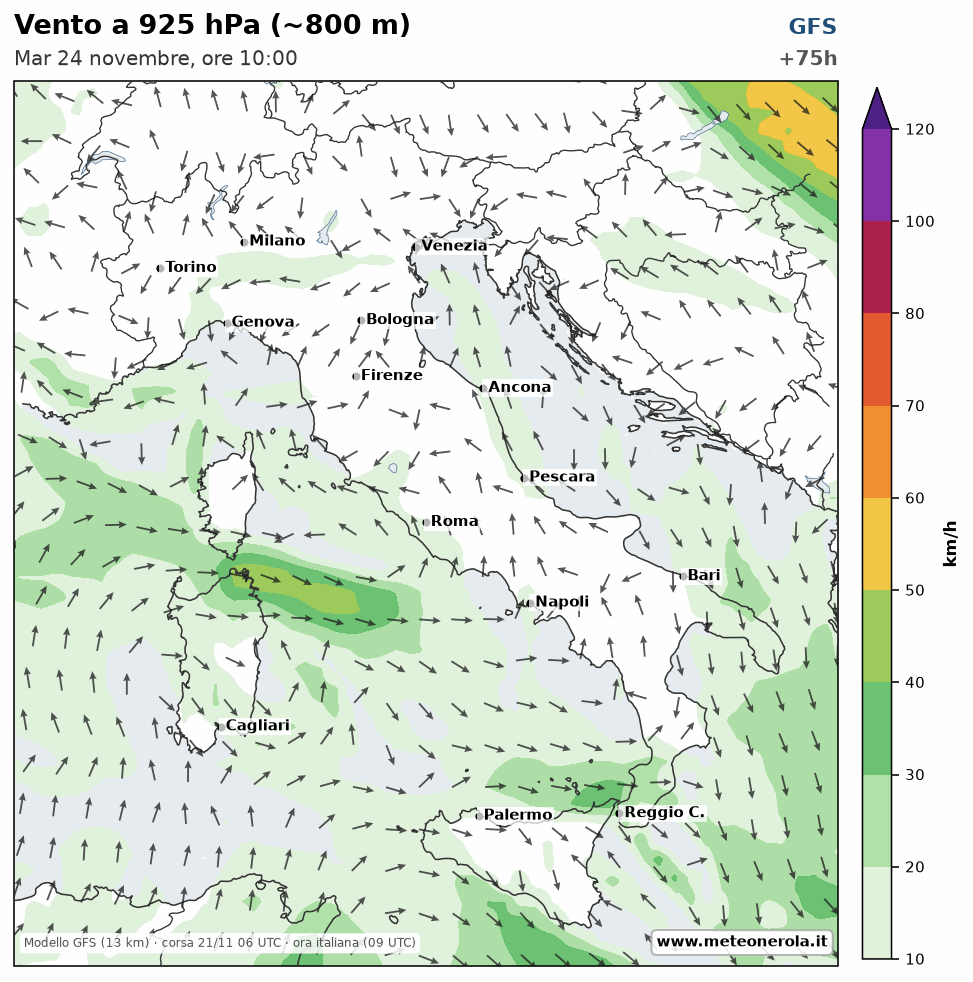 Vento a 925 hPa (~800 m)
GFS
Mar 24 novembre, ore 10:00
+75h
Milano
Venezia
Torino
Genova
Bologna
Firenze
Ancona
Pescara
Roma
Bari
Napoli
Cagliari
Palermo
Reggio C.
Modello GFS (13 km) · corsa 21/11 06 UTC · ora italiana (09 UTC)
www.meteonerola.it
120
100
80
70
60
50
40
30
20
10
km/h